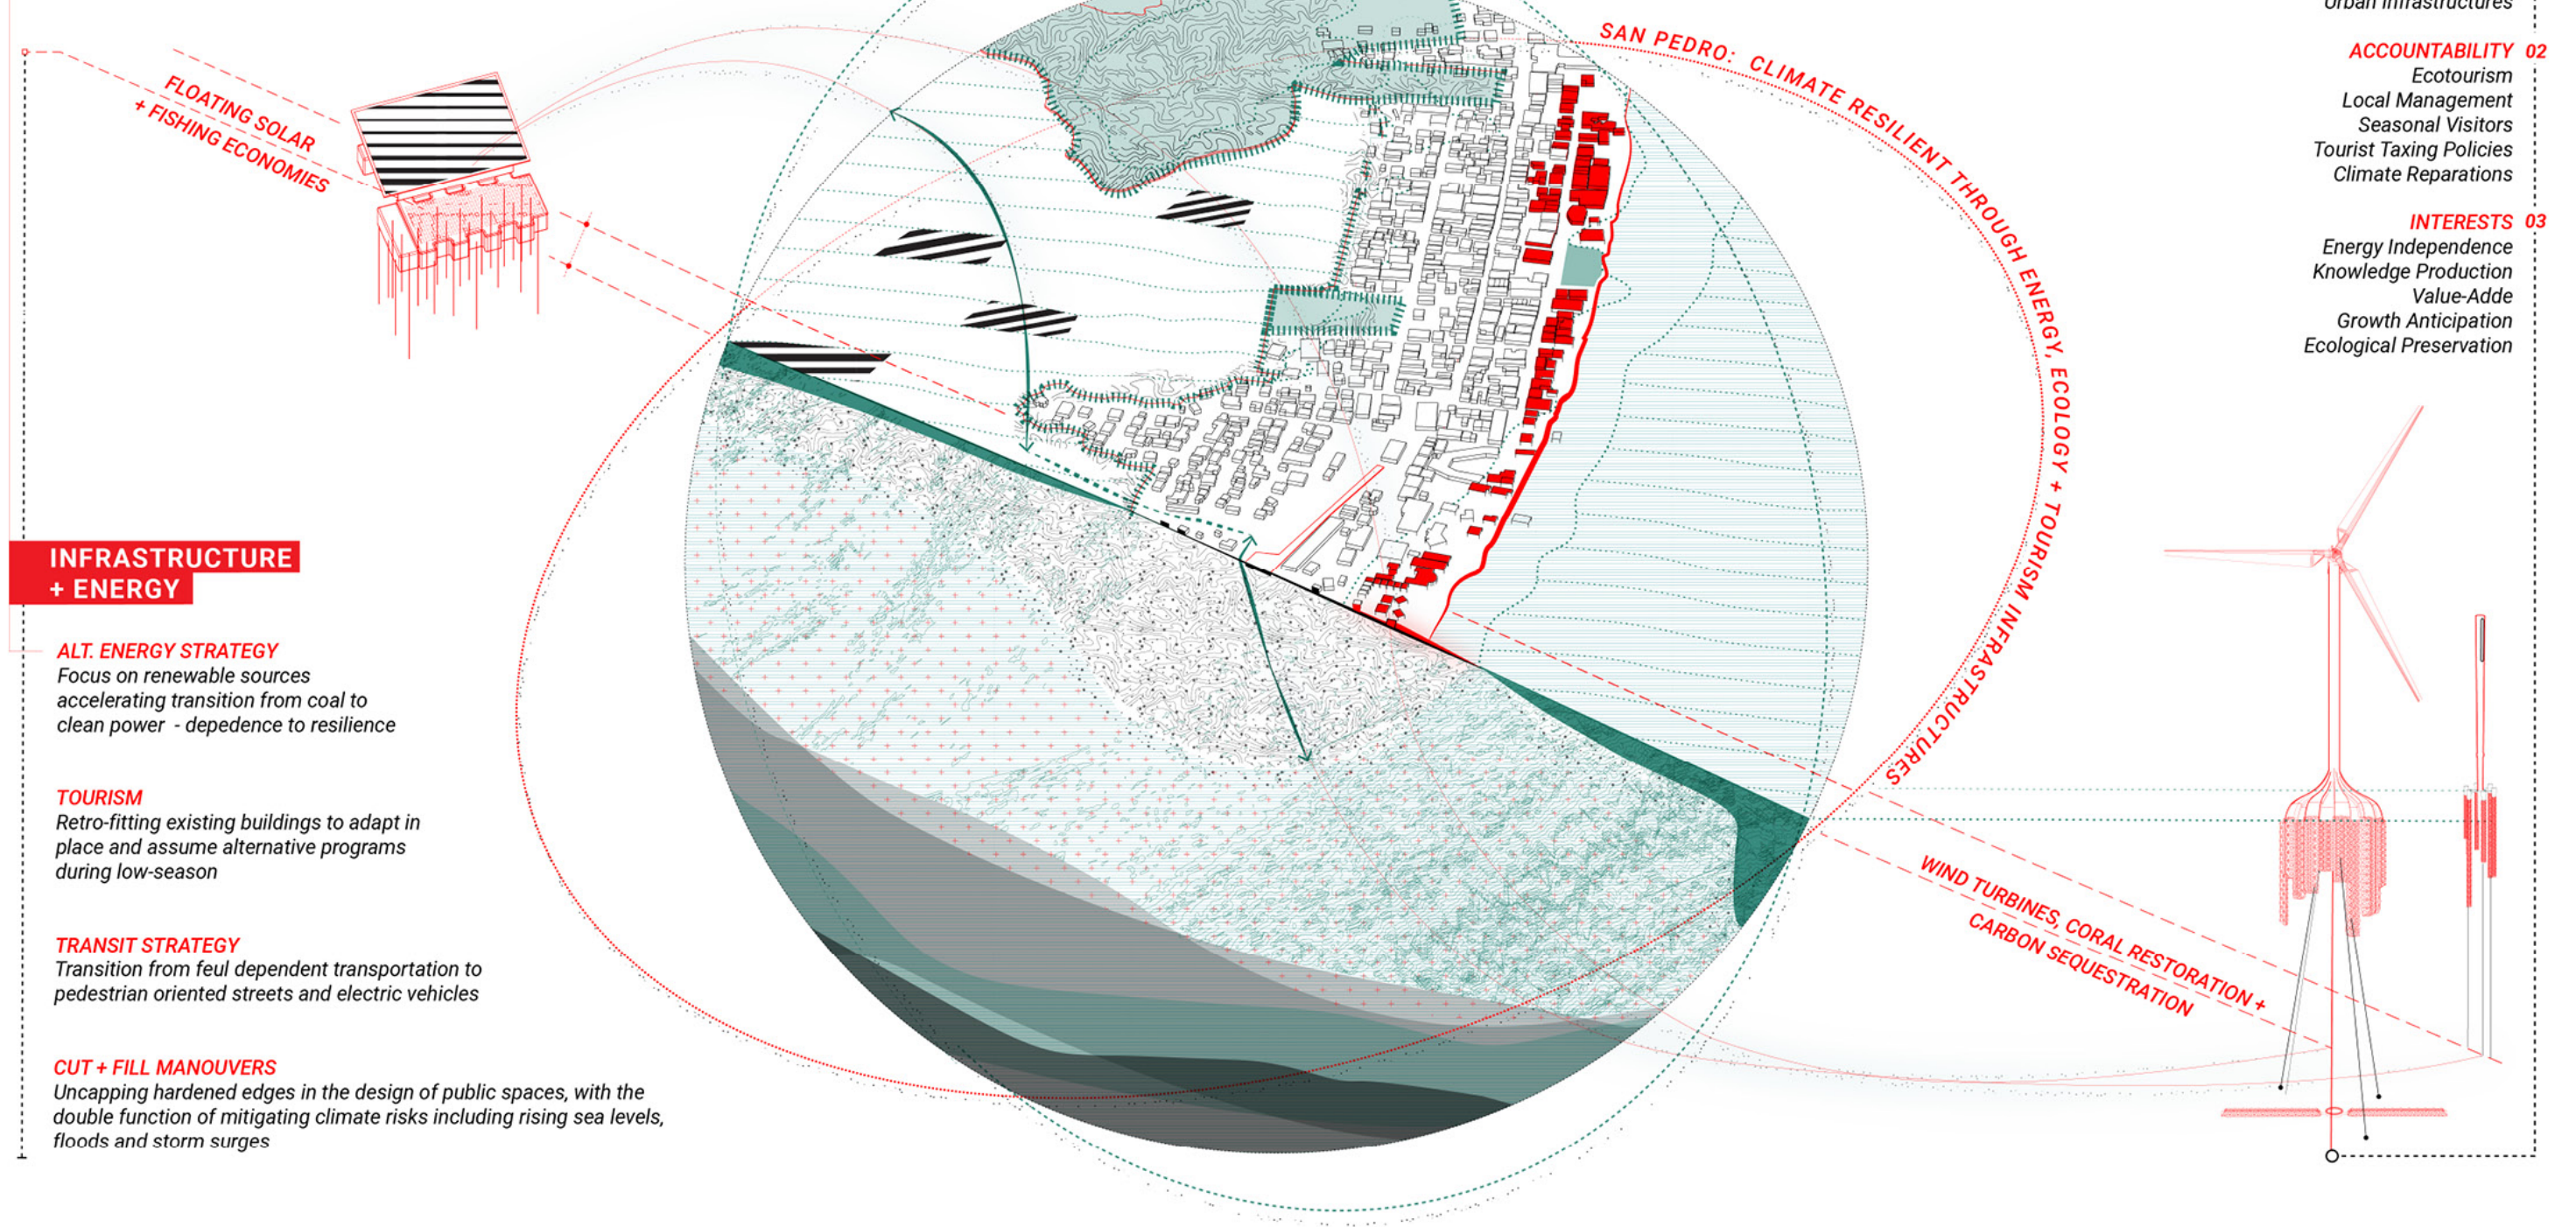 FLOATING SOLAR
+ FISHING ECONOMIES
SAN PEDRO: CLIMATE RESILIENT THROUGH ENERGY, ECOLOGY + TOURISM INFRASTRUCTURES
Urban Infrastructures
ACCOUNTABILITY 02
Ecotourism
Local Management
Seasonal Visitors
Tourist Taxing Policies
Climate Reparations
INTERESTS 03
Energy Independence
Knowledge Production
Value-Adde
Growth Anticipation
Ecological Preservation
INFRASTRUCTURE
+ ENERGY
ALT. ENERGY STRATEGY
Focus on renewable sources
accelerating transition from coal to
clean power - depedence to resilience
TOURISM
Retro-fitting existing buildings to adapt in
place and assume alternative programs
during low-season
TRANSIT STRATEGY
Transition from feul dependent transportation to
pedestrian oriented streets and electric vehicles
CUT + FILL MANOUVERS
Uncapping hardened edges in the design of public spaces, with the
double function of mitigating climate risks including rising sea levels,
floods and storm surges
WIND TURBINES, CORAL RESTORATION +
CARBON SEQUESTRATION